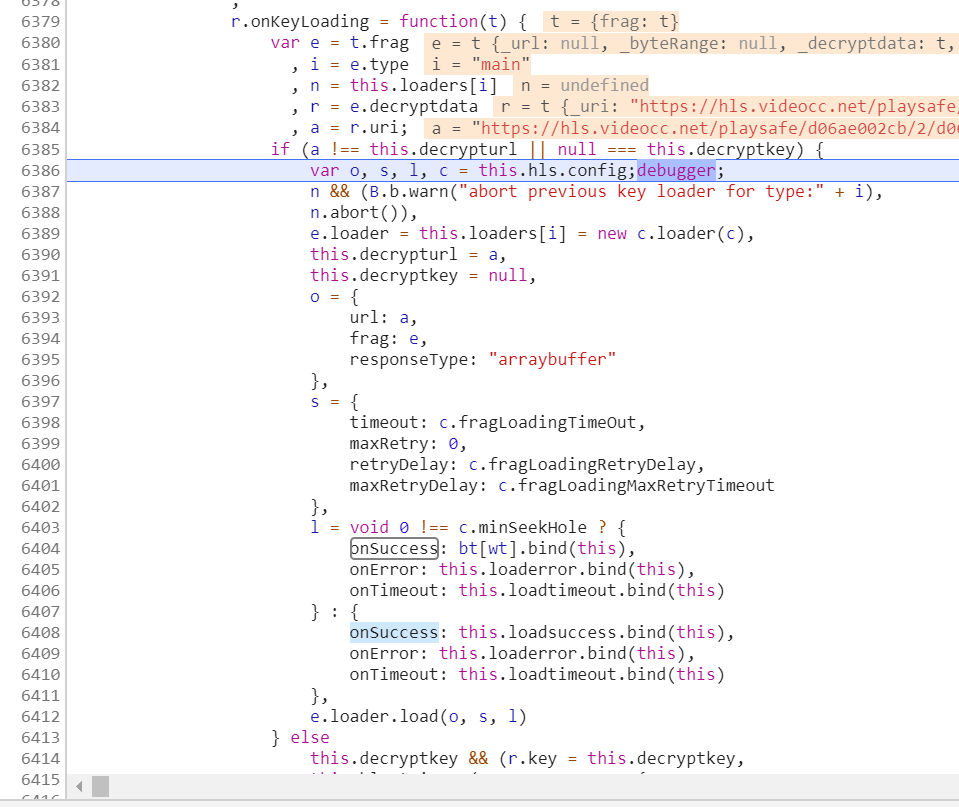 6379 r.onKeyLoading = function(t) { t = {frag: t}
6380 var e = t.frag e = t {_url: null, _byteRange: null, _decryptdata: t,
6381 , i = e.type i = "main"
6382 , n = this.loaders[i] n = undefined
6383 , r = e.decryptdata r = t {_uri: "https://hls.videocc.net/playsafe/
6384 , a = r.uri; a = "https://hls.videocc.net/playsafe/d06ae002cb/2/d06
6385 if (a !== this.decrypturl || null === this.decryptkey) {
6386 var o, s, l, c = this.hls.config;debugger;
6387 n && (B.b.warn("abort previous key loader for type:" + i),
6388 n.abort()),
6389 e.loader = this.loaders[i] = new c.loader(c),
6390 this.decrypturl = a,
6391 this.decryptkey = null,
6392 o = {
6393 url: a,
6394 frag: e,
6395 responseType: "arraybuffer"
6396 },
6397 s = {
6398 timeout: c.fragLoadingTimeOut,
6399 maxRetry: 0,
6400 retryDelay: c.fragLoadingRetryDelay,
6401 maxRetryDelay: c.fragLoadingMaxRetryTimeout
6402 },
6403 l = void 0 !== c.minSeekHole ? {
6404 onSuccess: bt[wt].bind(this),
6405 onError: this.loaderror.bind(this),
6406 onTimeout: this.loadtimeout.bind(this)
6407 } : {
6408 onSuccess: this.loadsuccess.bind(this),
6409 onError: this.loaderror.bind(this),
6410 onTimeout: this.loadtimeout.bind(this)
6411 },
6412 e.loader.load(o, s, l)
6413 } else
6414 this.decryptkey && (r.key = this.decryptkey,
6415